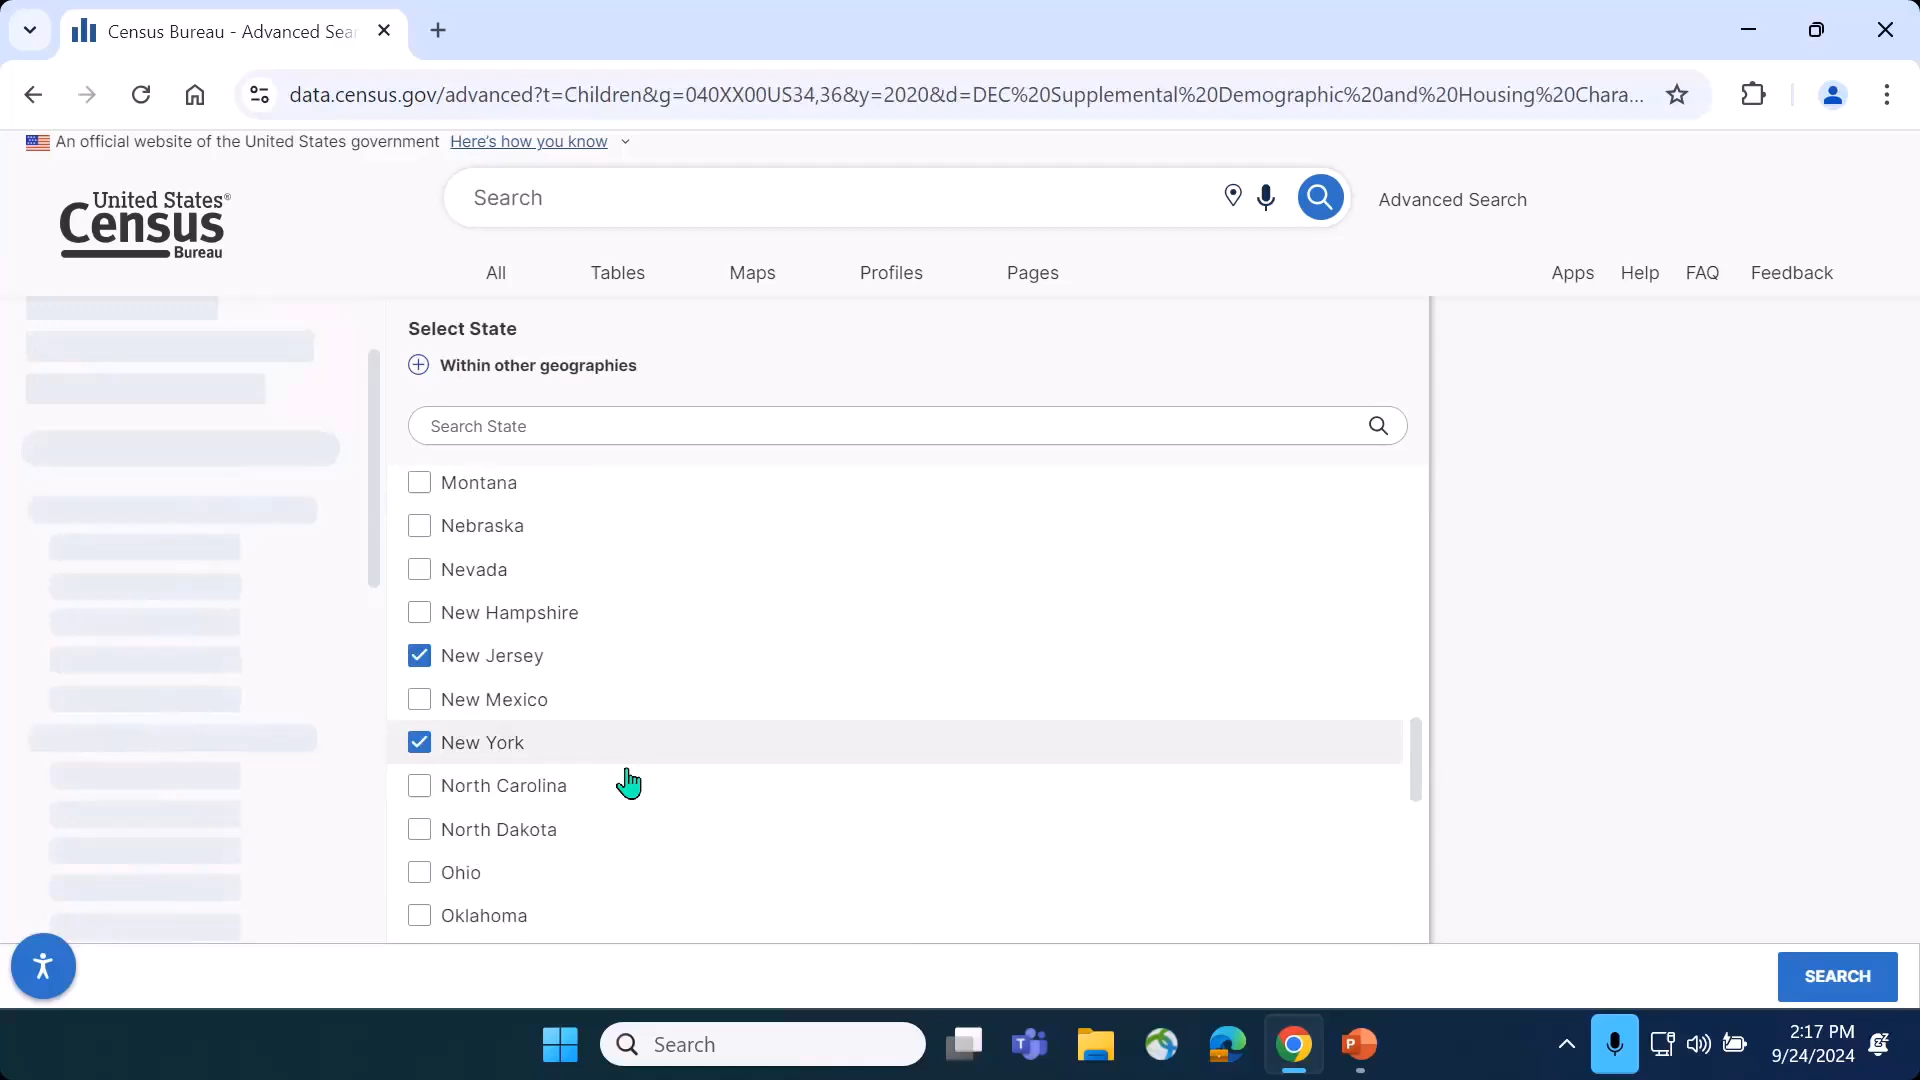 Census Bureau - Advanced Sear
data.census.gov/advanced?t=Children&g=040XX00US34,36&y=2020&d=DEC%20Supplemental%20Demographic%20and%20Housing%20Chara...
An official website of the United States government Here's how you know
United States®
Census
Bureau
Search
Advanced Search
All Tables Maps Profiles Pages Apps Help FAQ Feedback
Select State
Within other geographies
Search State
Montana
Nebraska
Nevada
New Hampshire
New Jersey
New Mexico
New York
North Carolina
North Dakota
Ohio
Oklahoma
SEARCH
Search
2:17 PM
9/24/2024